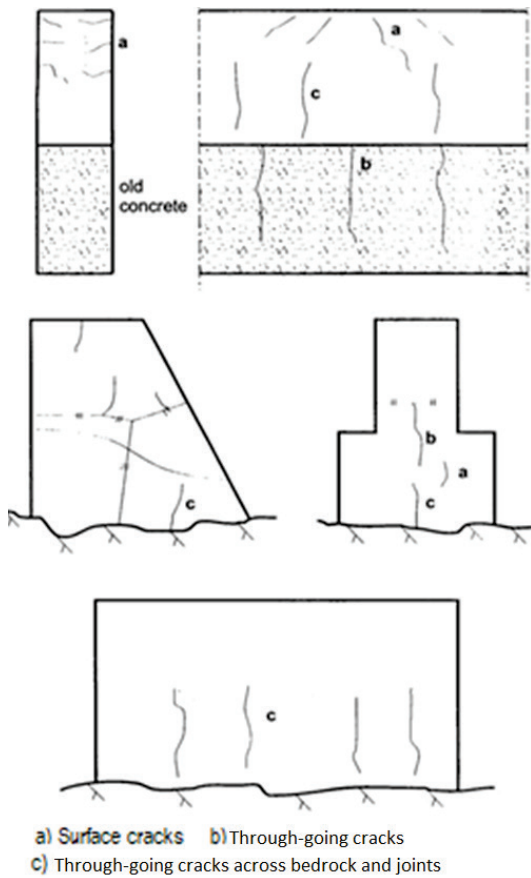 a
a
c
b
old
concrete
c
b
a
c
c
a) Surface cracks b) Through-going cracks
c) Through-going cracks across bedrock and joints